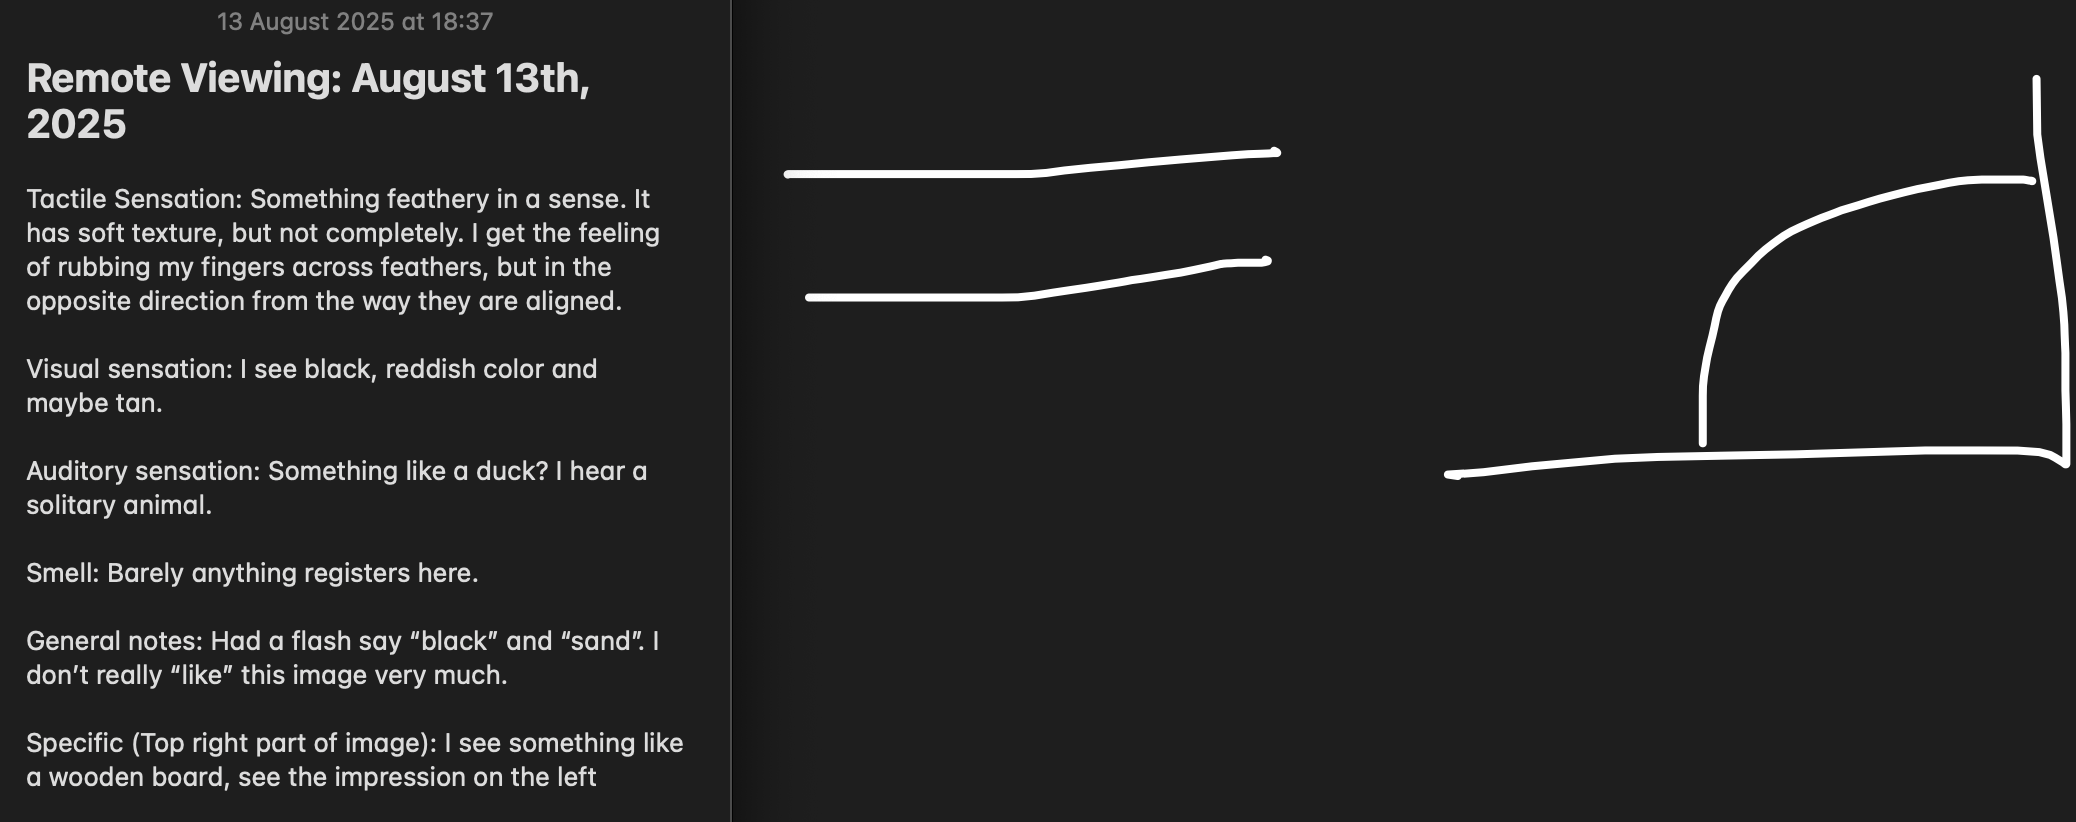 13 August 2025 at 18:37
Remote Viewing: August 13th,
2025
Tactile Sensation: Something feathery in a sense. It
has soft texture, but not completely. I get the feeling
of rubbing my fingers across feathers, but in the
opposite direction from the way they are aligned.
Visual sensation: I see black, reddish color and
maybe tan.
Auditory sensation: Something like a duck? I hear a
solitary animal.
Smell: Barely anything registers here.
General notes: Had a flash say “black” and “sand”. I
don’t really “like” this image very much.
Specific (Top right part of image): I see something like
a wooden board, see the impression on the left